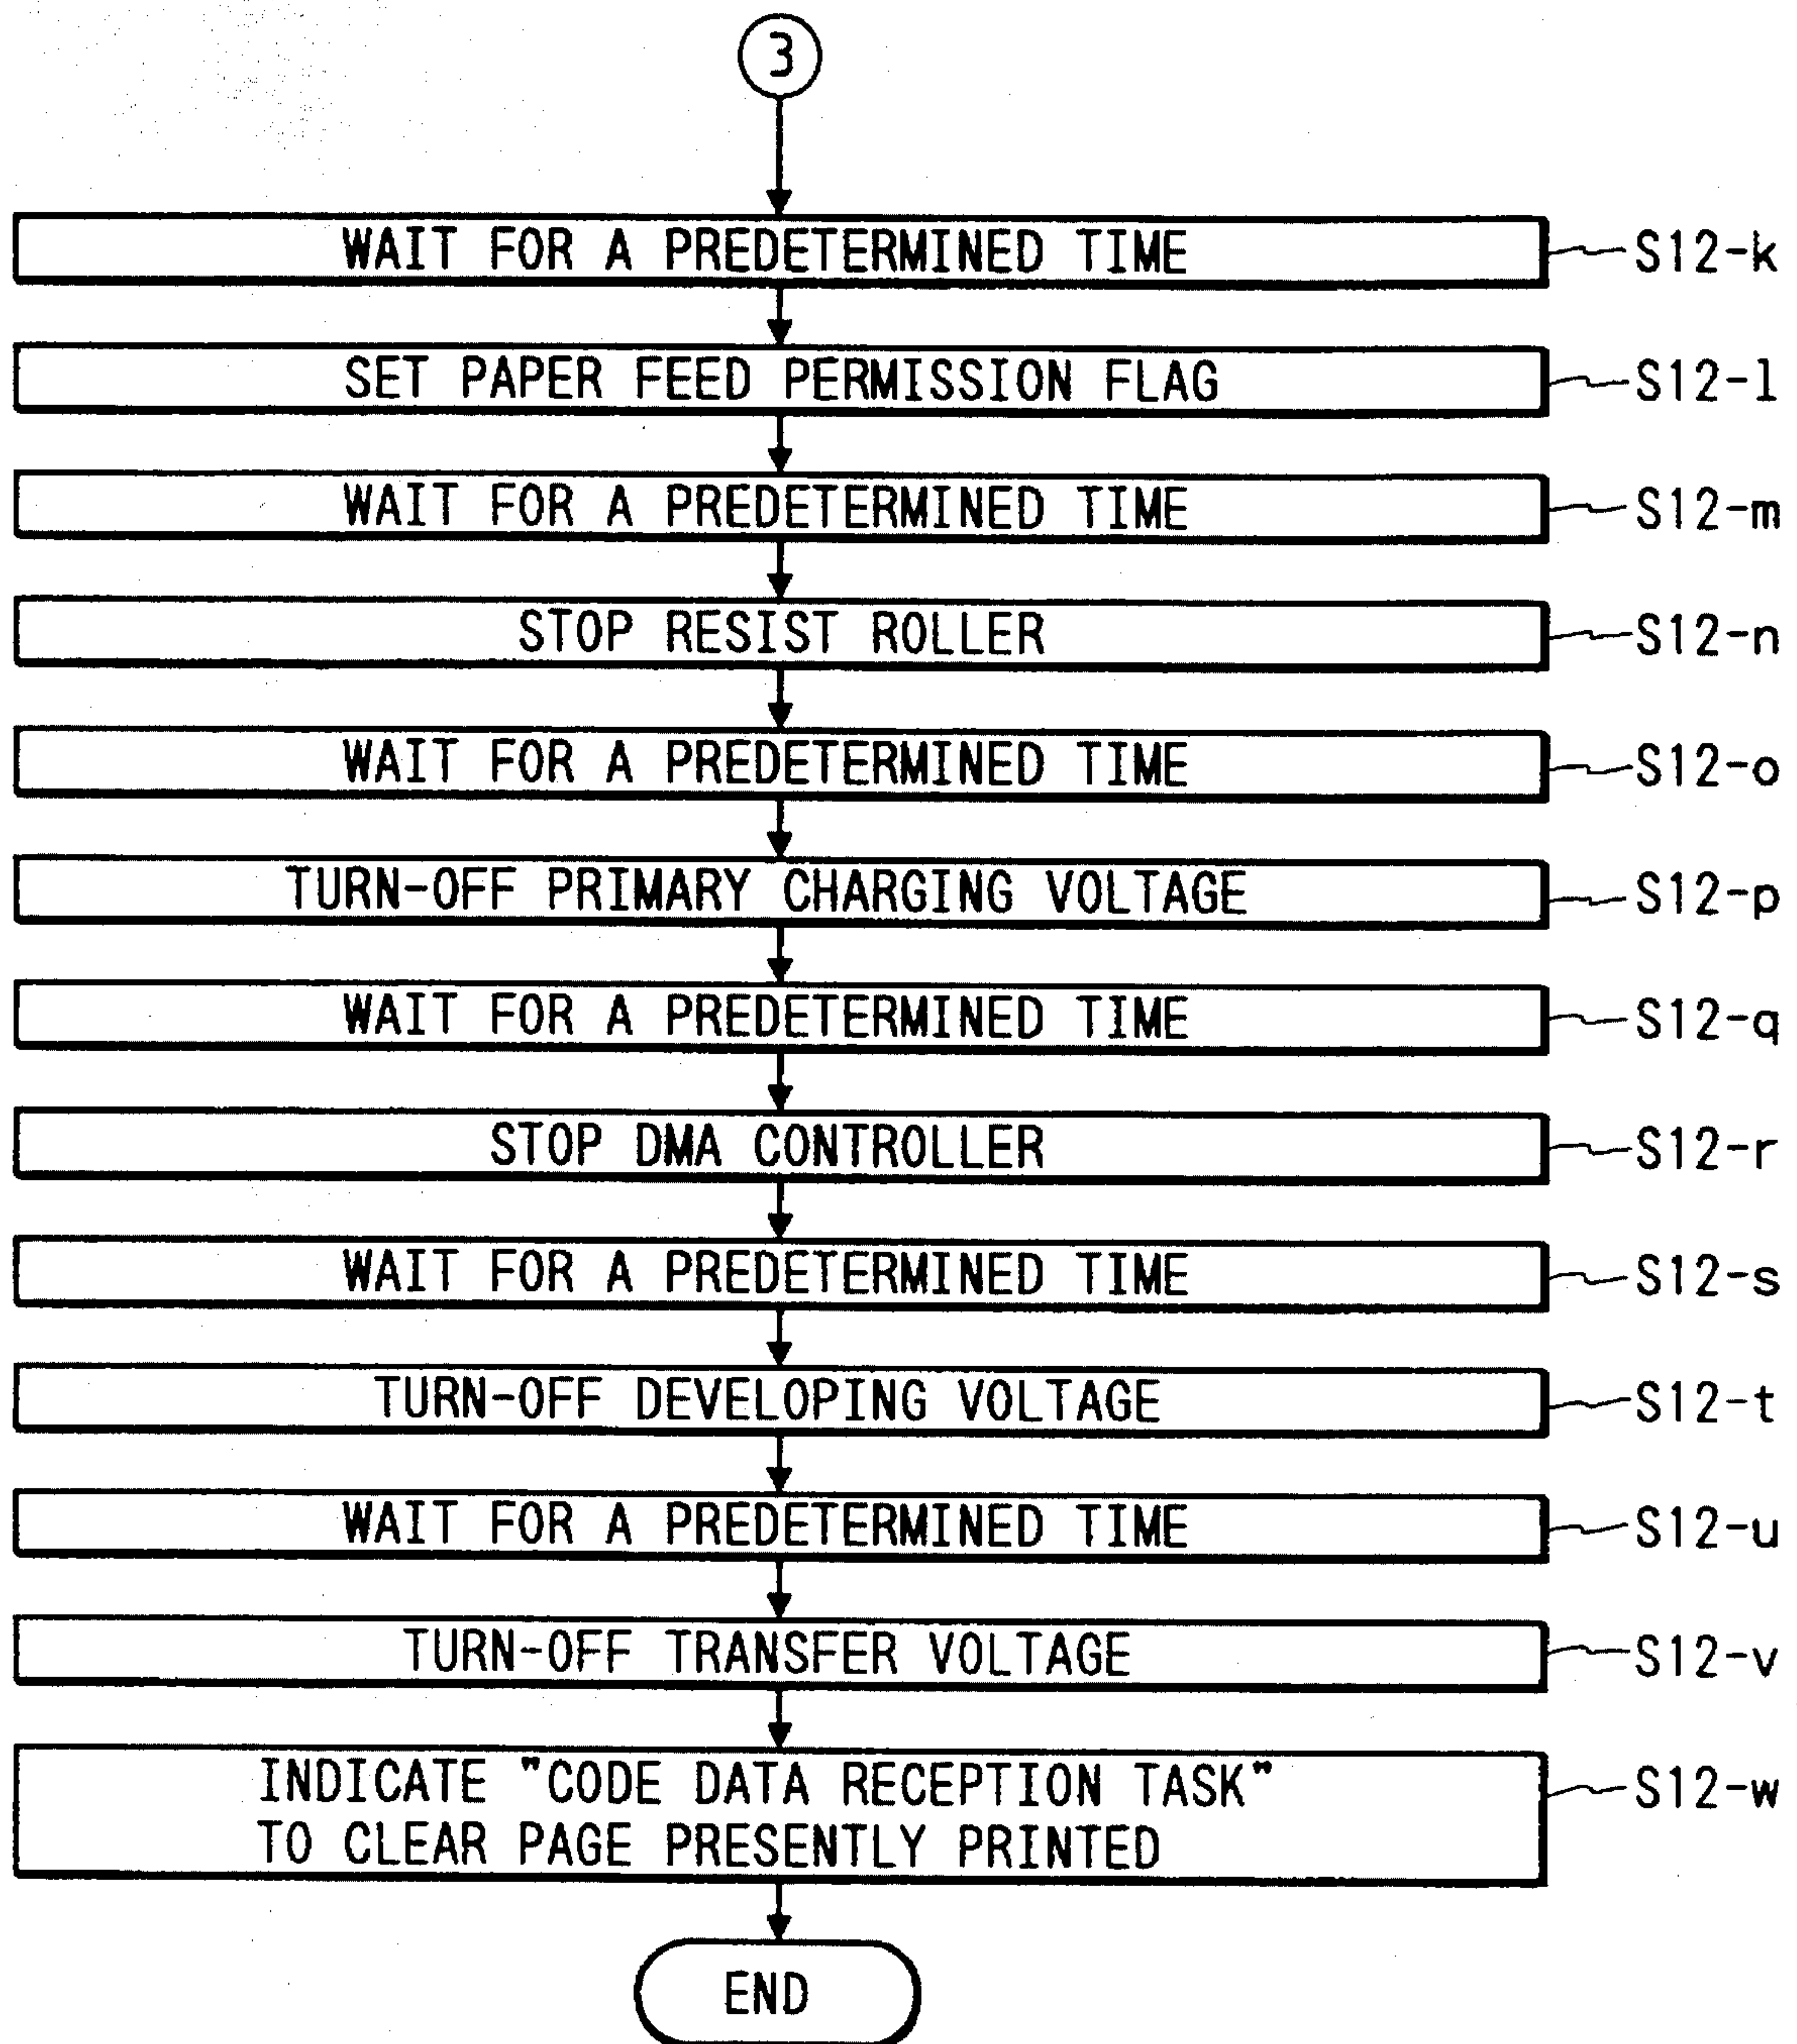 3
WAIT FOR A PREDETERMINED TIME S12-k
SET PAPER FEED PERMISSION FLAG S12-l
WAIT FOR A PREDETERMINED TIME S12-m
STOP RESIST ROLLER S12-n
WAIT FOR A PREDETERMINED TIME S12-o
TURN-OFF PRIMARY CHARGING VOLTAGE S12-p
WAIT FOR A PREDETERMINED TIME S12-q
STOP DMA CONTROLLER S12-r
WAIT FOR A PREDETERMINED TIME S12-s
TURN-OFF DEVELOPING VOLTAGE S12-t
WAIT FOR A PREDETERMINED TIME S12-u
TURN-OFF TRANSFER VOLTAGE S12-v
INDICATE "CODE DATA RECEPTION TASK" S12-w
TO CLEAR PAGE PRESENTLY PRINTED
END